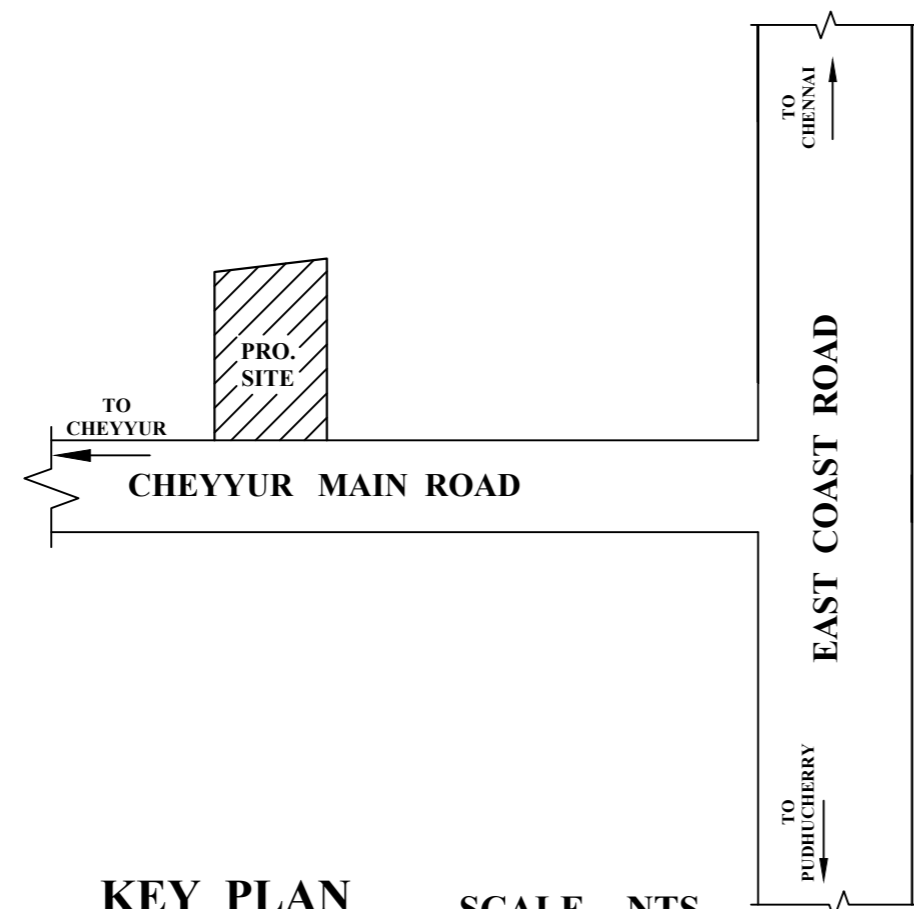 TO
CHENNAI
PRO.
SITE
TO
CHEYYUR
CHEYYUR MAIN ROAD
EAST COAST ROAD
TO
PUDHUCHERRY
KEY PLAN
SCALE NTS